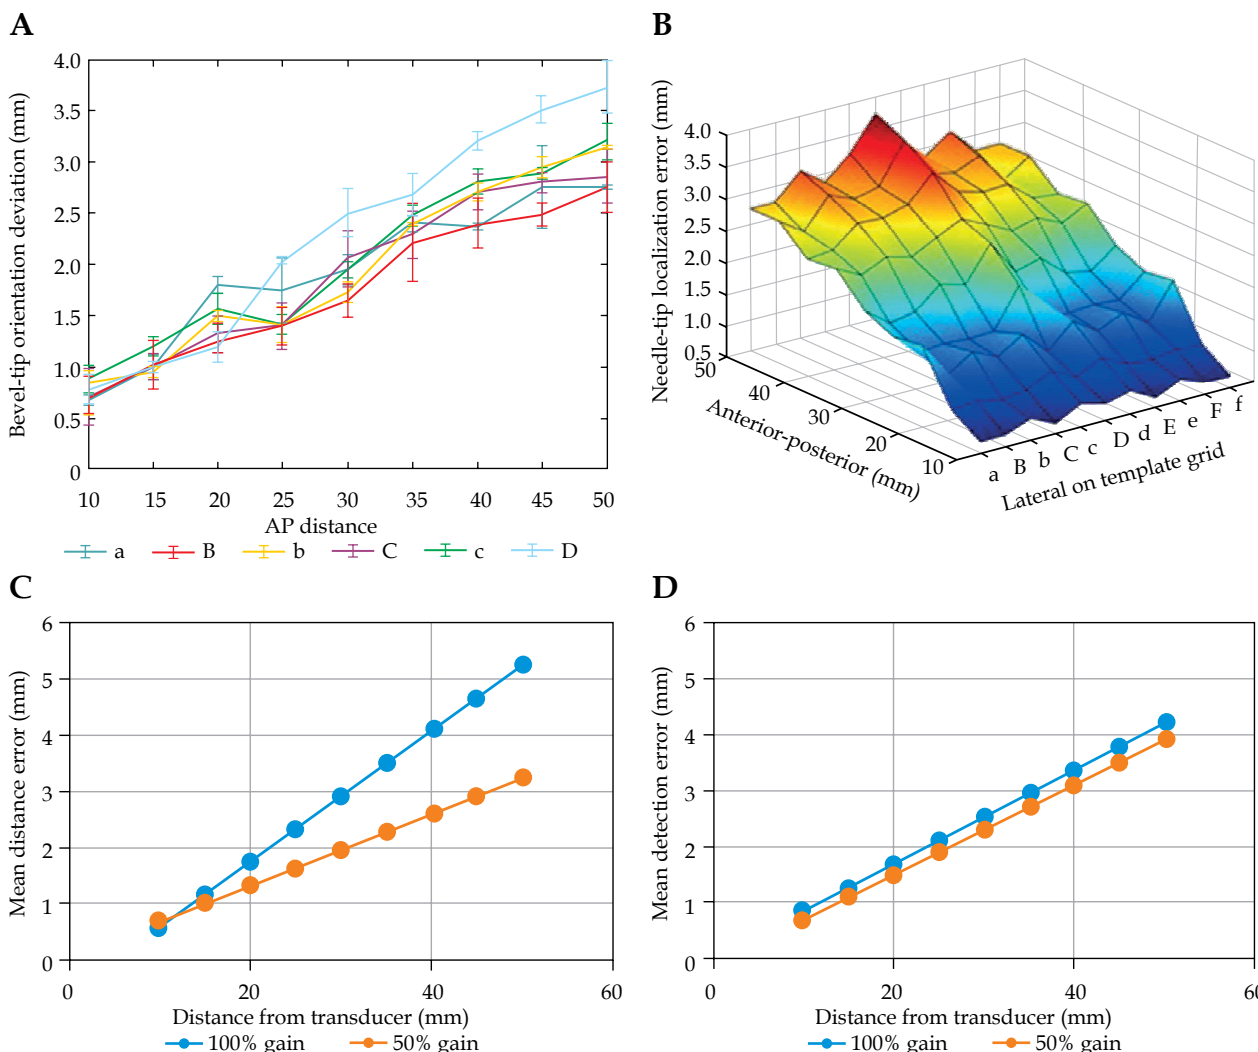 A
Bevel-tip orientation deviation (mm)
4.0
3.5
3.0
2.5
2.0
1.5
1.0
0.5
0
10 15 20 25 30 35 40 45 50
AP distance
a B b C c D
B
Needle-tip localization error (mm)
4.0
3.5
3.0
2.5
2.0
1.5
1.0
0.5
50 40 30 20 10
Anterior-posterior (mm)
a B b C c D d E e F f
Lateral on template grid
C
Mean distance error (mm)
6
5
4
3
2
1
0
0 20 40 60
Distance from transducer (mm)
100% gain 50% gain
D
Mean detection error (mm)
6
5
4
3
2
1
0
0 20 40 60
Distance from transducer (mm)
100% gain 50% gain